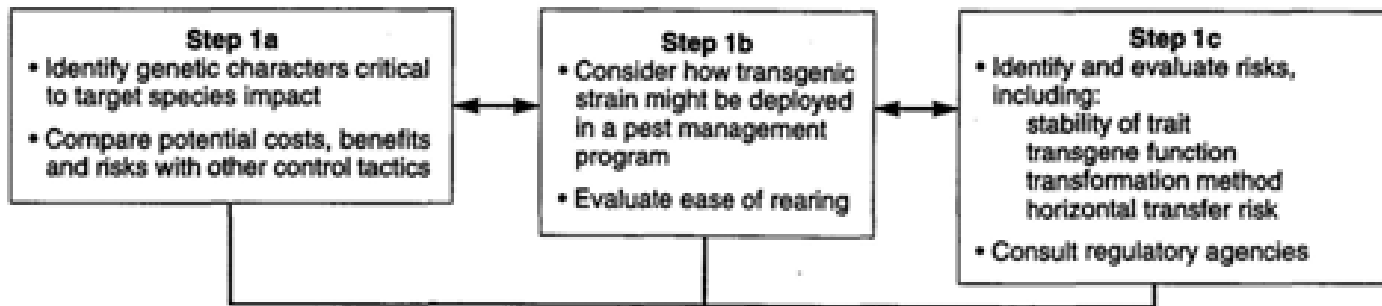 Step 1a
• Identify genetic characters critical
to target species impact
• Compare potential costs, benefits
and risks with other control tactics
Step 1b
• Consider how transgenic
strain might be deployed
in a pest management
program
• Evaluate ease of rearing
Step 1c
• Identify and evaluate risks,
including:
stability of trait
transgene function
transformation method
horizontal transfer risk
• Consult regulatory agencies